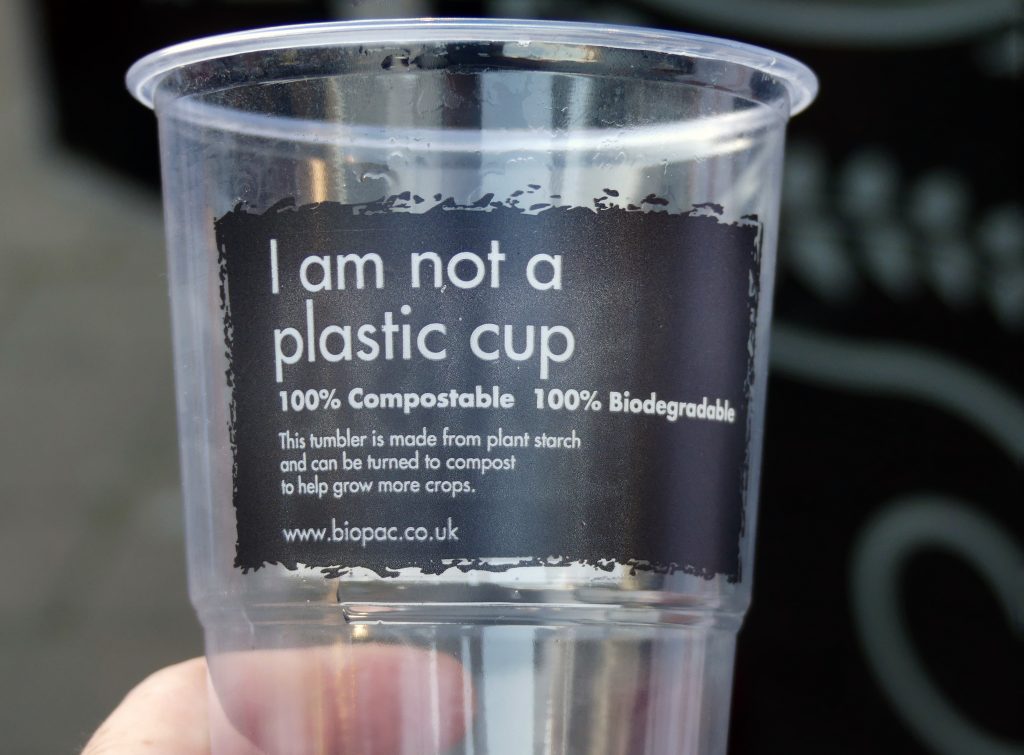 I am not a
plastic cup
100% Compostable 100% Biodegradable
This tumbler is made from plant starch
and can be turned to compost
to help grow more crops.
www.biopac.co.uk